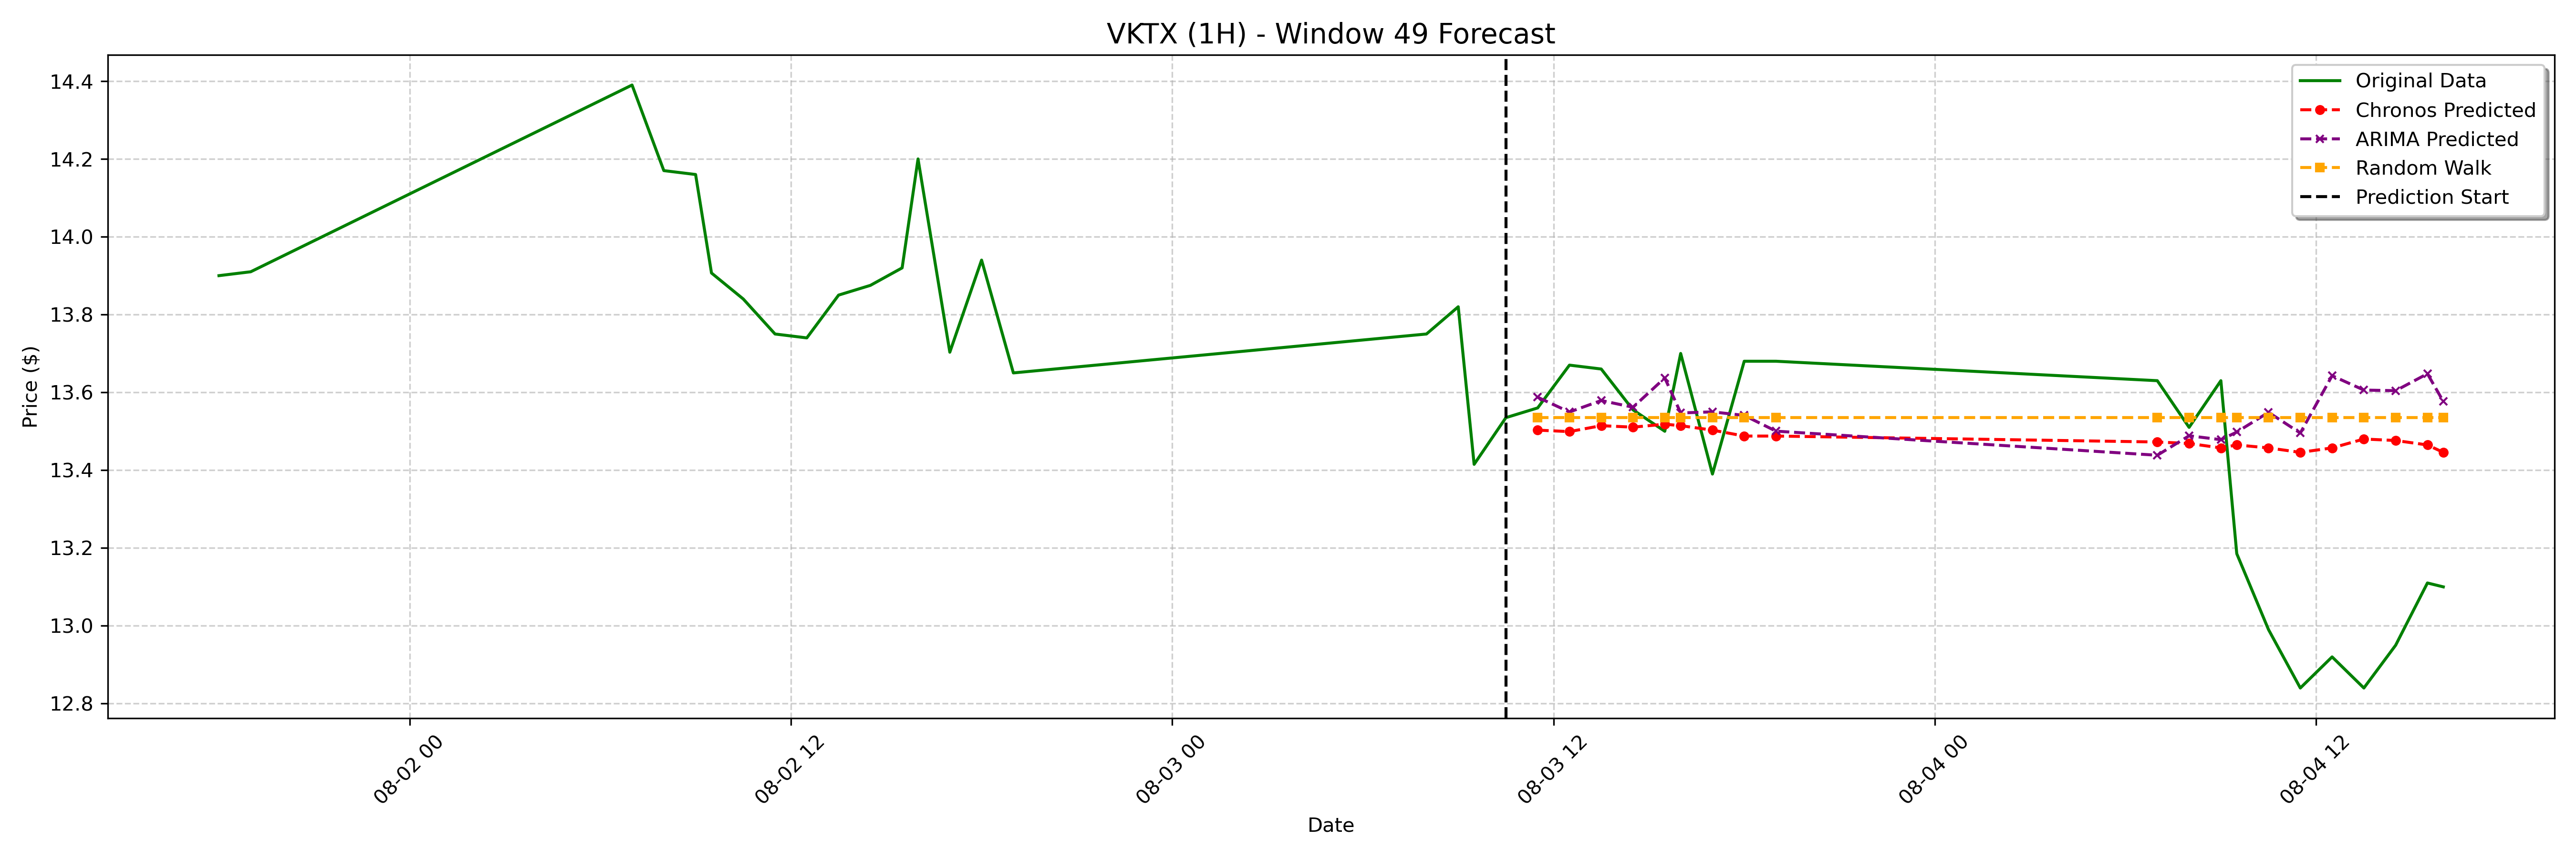 VKTX (1H) - Window 49 Forecast
Original Data
Chronos Predicted
ARIMA Predicted
Random Walk
Prediction Start
Price ($)
14.4
14.2
14.0
13.8
13.6
13.4
13.2
13.0
12.8
08-02 00
08-02 12
08-03 00
08-03 12
08-04 00
08-04 12
Date